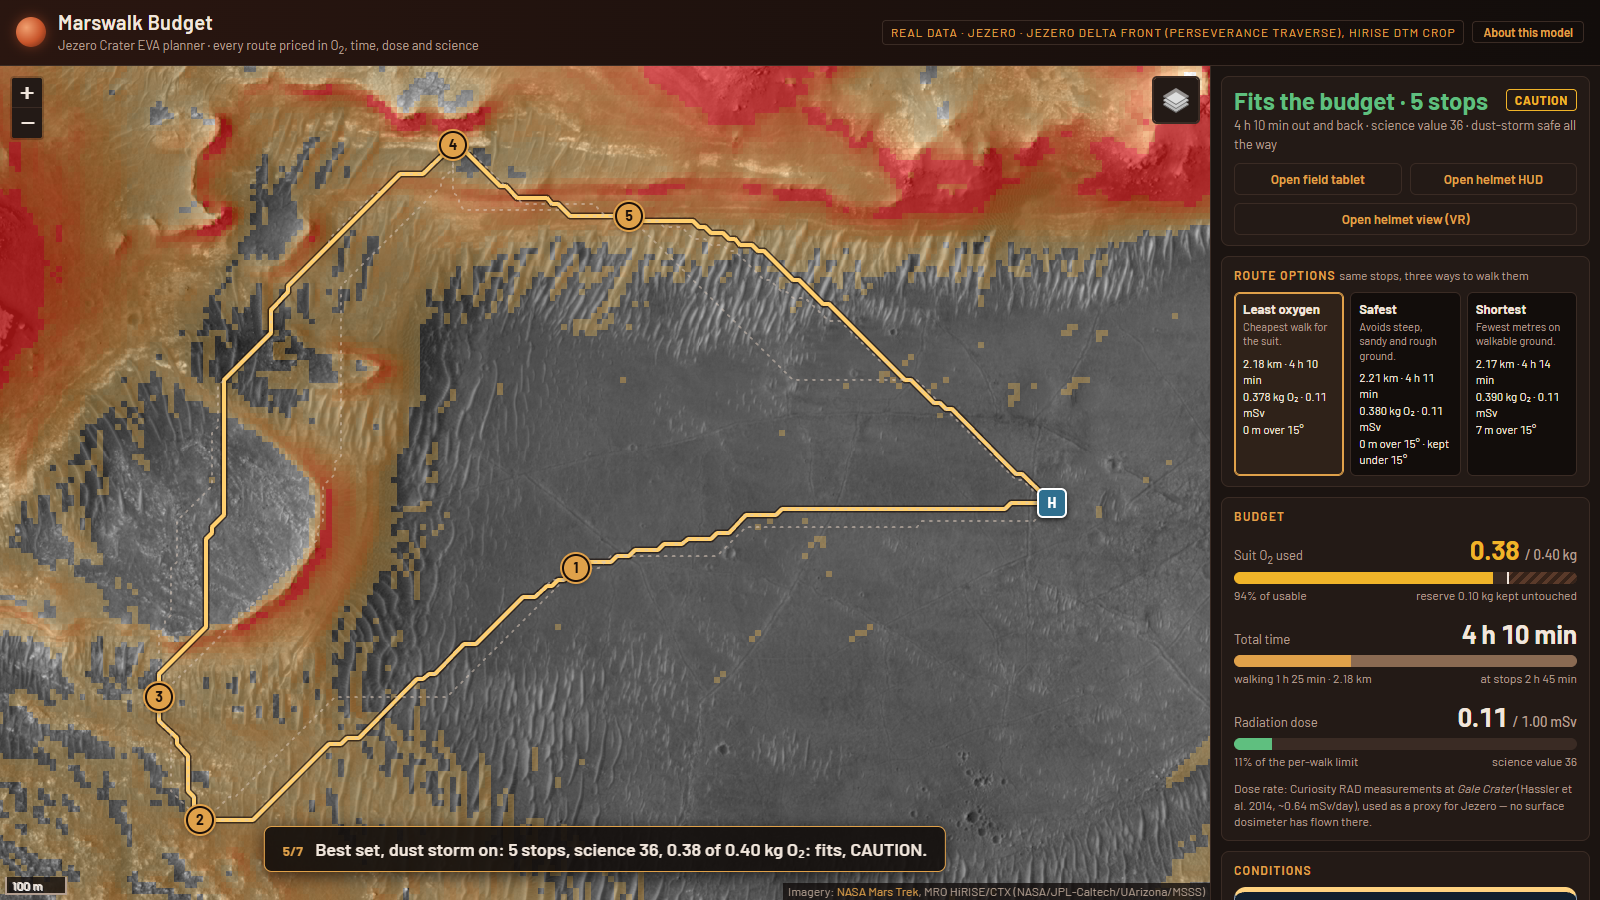 Marswalk Budget
Jezero Crater EVA planner · every route priced in O₂, time, dose and science
REAL DATA · JEZERO · JEZERO DELTA FRONT (PERSEVERANCE TRAVERSE), HIRISE DTM CROP
About this model
+
−
4
5
H
1
3
2
5/7 Best set, dust storm on: 5 stops, science 36, 0.38 of 0.40 kg O₂: fits, CAUTION.
100 m
Imagery: NASA Mars Trek, MRO HiRISE/CTX (NASA/JPL-Caltech/UArizona/MSSS)
Fits the budget · 5 stops
CAUTION
4 h 10 min out and back · science value 36 · dust-storm safe all
the way
Open field tablet
Open helmet HUD
Open helmet view (VR)
ROUTE OPTIONS same stops, three ways to walk them
Least oxygen
Cheapest walk for
the suit.
2.18 km · 4 h 10
min
0.378 kg O₂ · 0.11
mSv
0 m over 15°
Safest
Avoids steep,
sandy and rough
ground.
2.21 km · 4 h 11
min
0.380 kg O₂ · 0.11
mSv
0 m over 15° · kept
under 15°
Shortest
Fewest metres on
walkable ground.
2.17 km · 4 h 14
min
0.390 kg O₂ · 0.11
mSv
7 m over 15°
BUDGET
Suit O₂ used
0.38 / 0.40 kg
94% of usable
reserve 0.10 kg kept untouched
Total time
4 h 10 min
walking 1 h 25 min · 2.18 km
at stops 2 h 45 min
Radiation dose
0.11 / 1.00 mSv
11% of the per-walk limit
science value 36
Dose rate: Curiosity RAD measurements at Gale Crater (Hassler et
al. 2014, ~0.64 mSv/day), used as a proxy for Jezero — no surface
dosimeter has flown there.
CONDITIONS